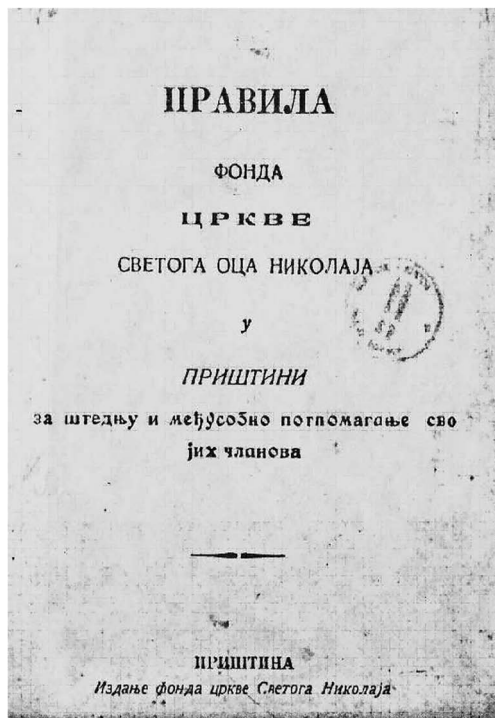 ПРАВИЛА
ФОНДА
ЦРКВЕ
СВЕТОГА ОЦА НИКОЛАЈА
У
ПРИШТИНИ
за штедњу и међусобно потпомагање сво
јих чланова
ПРИШТИНА
Издање фонда цркве Светога Николаја